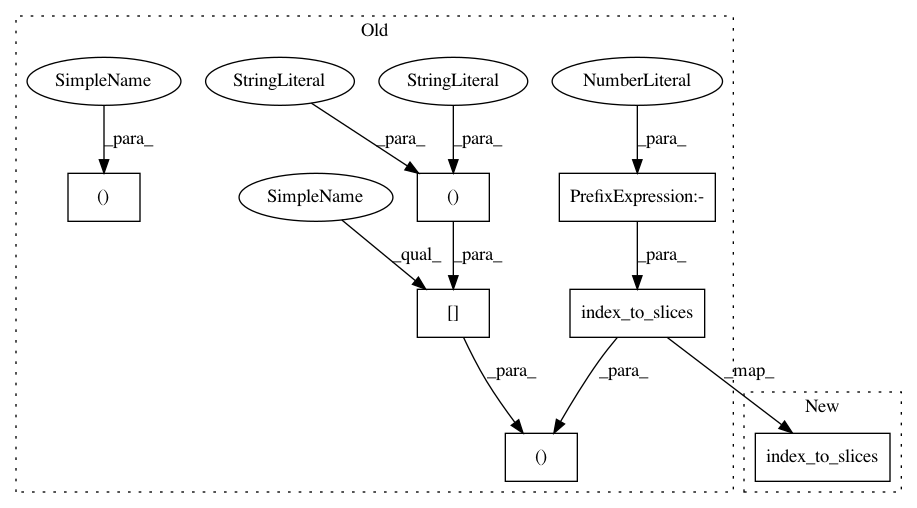 Old
SimpleName
StringLiteral
StringLiteral
NumberLiteral
_para_
_para_
_para_
_para_
()
SimpleName
()
PrefixExpression:-
_qual_
_para_
_para_
[]
index_to_slices
_para_
_para_
_map_
New
()
index_to_slices